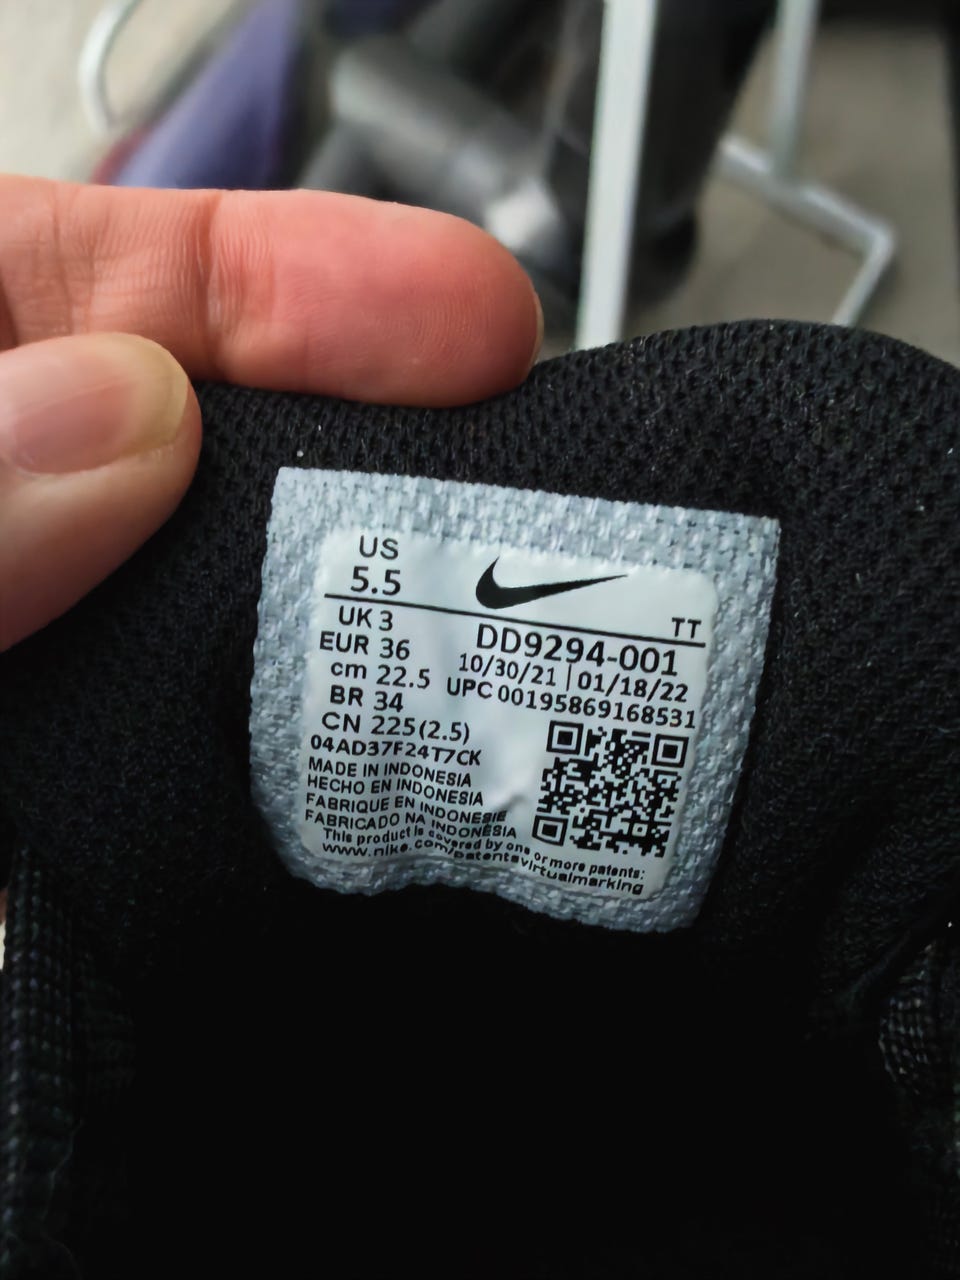 US
5.5
TT
UK 3
DD9294-001
EUR 36
10/30/21 | 01/18/22
cm 22.5
UPC 00195869168531
BR 34
CN 225(2.5)
04AD37F24T7CK
MADE IN INDONESIA
HECHO EN INDONESIA
FABRIQUE EN INDONESIE
FABRICADO NA INDONÉSIA
This product is covered by one or more patents:
www.nike.com/patentsvirtualmarking